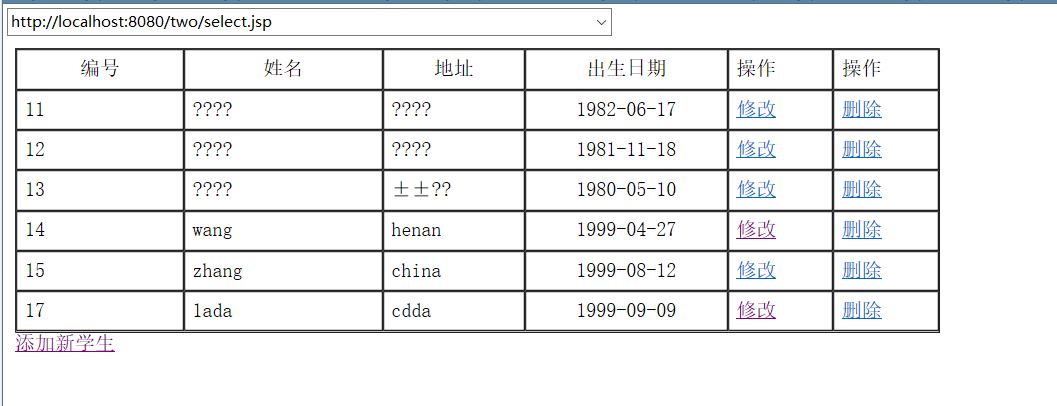 http://localhost:8080/two/select.jsp
编号 姓名 地址 出生日期 操作 操作
11 ???? ???? 1982-06-17 修改 删除
12 ???? ???? 1981-11-18 修改 删除
13 ???? ±±?? 1980-05-10 修改 删除
14 wang henan 1999-04-27 修改 删除
15 zhang china 1999-08-12 修改 删除
17 lada cdda 1999-09-09 修改 删除
添加新学生